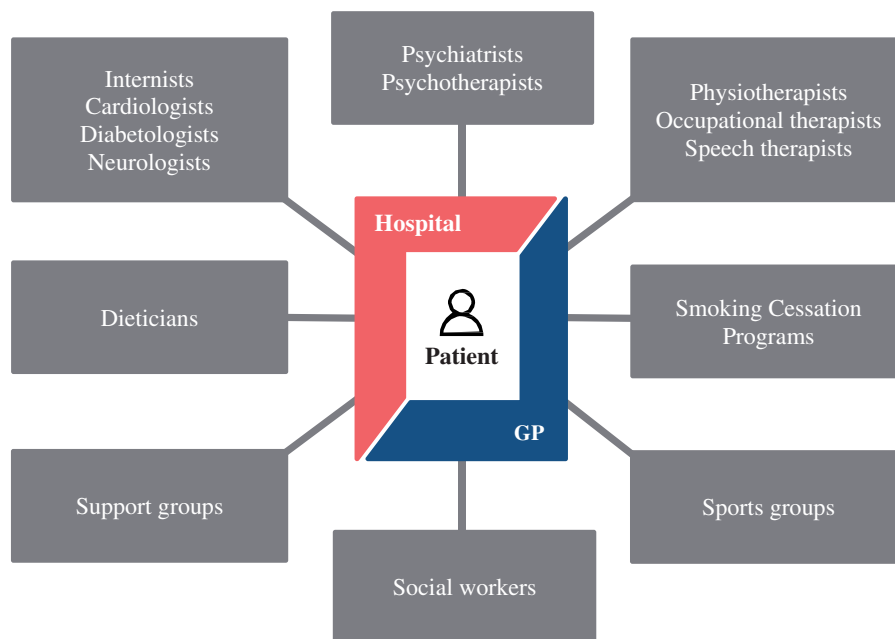 Internists
Cardiologists
Diabetologists
Neurologists
Psychiatrists
Psychotherapists
Physiotherapists
Occupational therapists
Speech therapists
Hospital
Dieticians
Patient
Smoking Cessation
Programs
GP
Support groups
Sports groups
Social workers